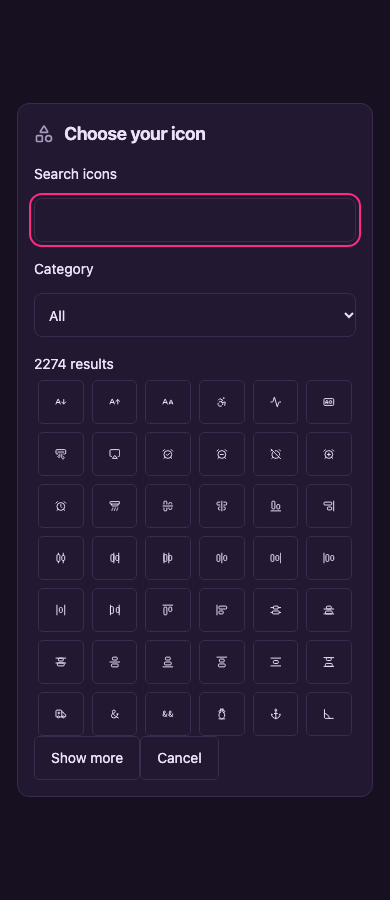 Choose your icon
Search icons
Category
All
2274 results
Show more
Cancel